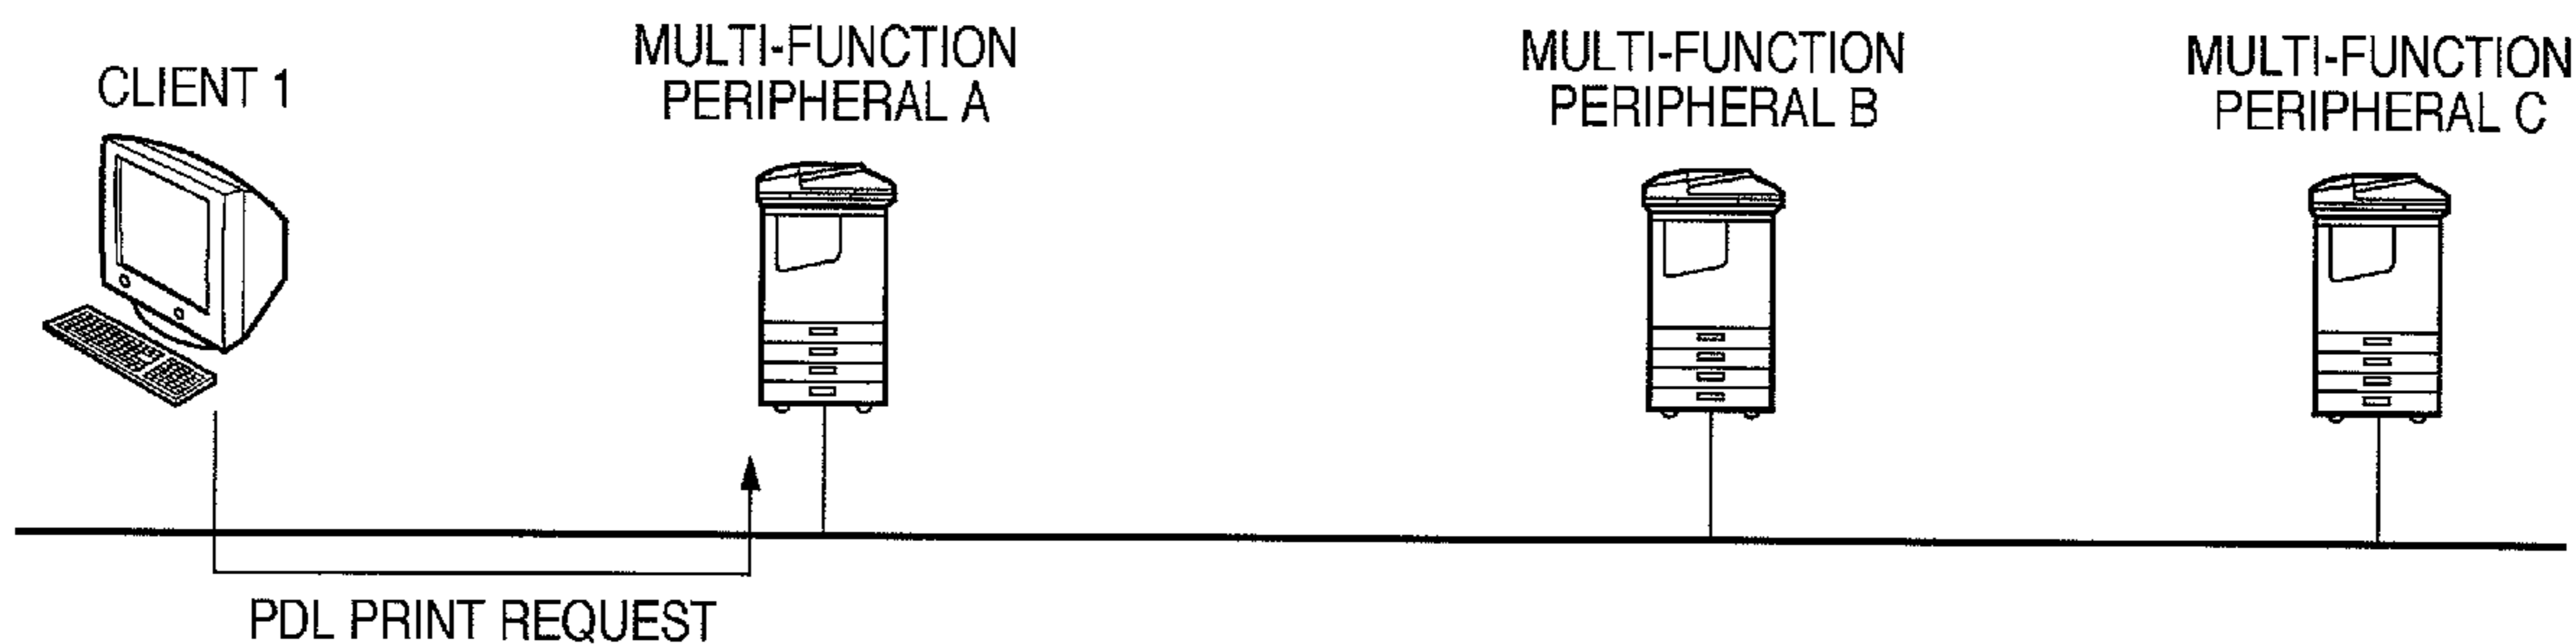 CLIENT 1
MULTI-FUNCTION
PERIPHERAL A
MULTI-FUNCTION
PERIPHERAL B
MULTI-FUNCTION
PERIPHERAL C
PDL PRINT REQUEST